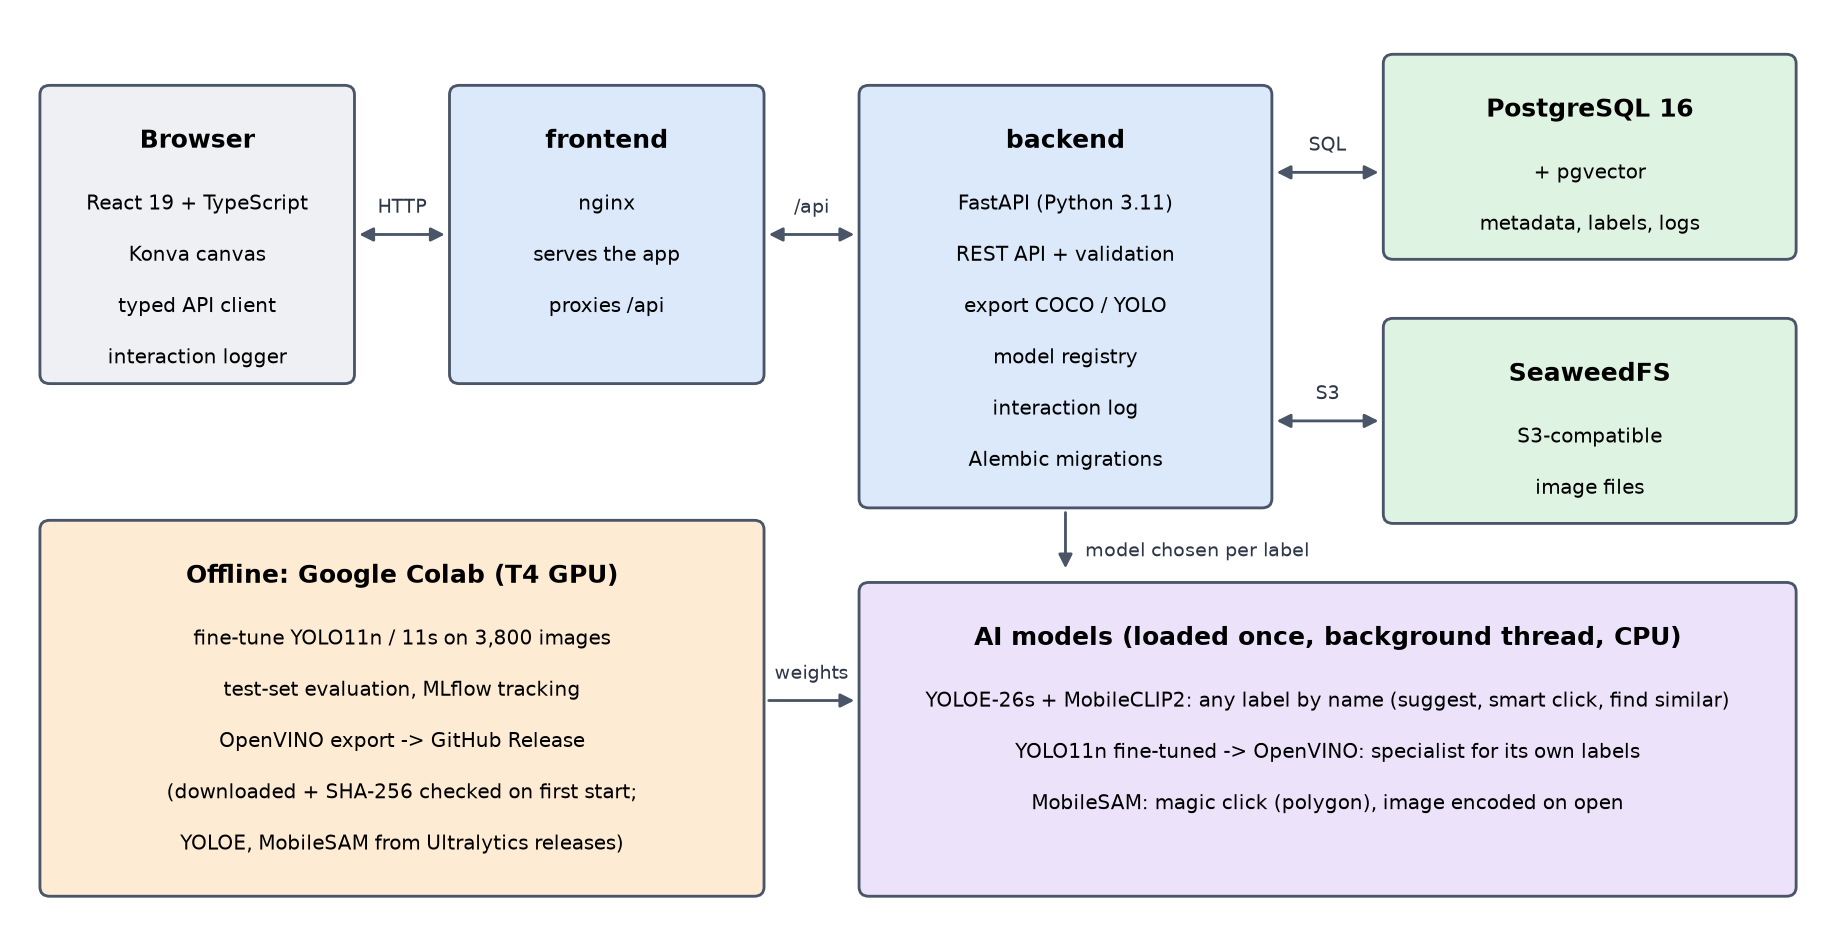 Browser
React 19 + TypeScript
Konva canvas
typed API client
interaction logger
HTTP
frontend
nginx
serves the app
proxies /api
/api
backend
FastAPI (Python 3.11)
REST API + validation
export COCO / YOLO
model registry
interaction log
Alembic migrations
SQL
PostgreSQL 16
+ pgvector
metadata, labels, logs
S3
SeaweedFS
S3-compatible
image files
model chosen per label
Offline: Google Colab (T4 GPU)
fine-tune YOLO11n / 11s on 3,800 images
test-set evaluation, MLflow tracking
OpenVINO export -> GitHub Release
(downloaded + SHA-256 checked on first start;
YOLOE, MobileSAM from Ultralytics releases)
weights
AI models (loaded once, background thread, CPU)
YOLOE-26s + MobileCLIP2: any label by name (suggest, smart click, find similar)
YOLO11n fine-tuned -> OpenVINO: specialist for its own labels
MobileSAM: magic click (polygon), image encoded on open